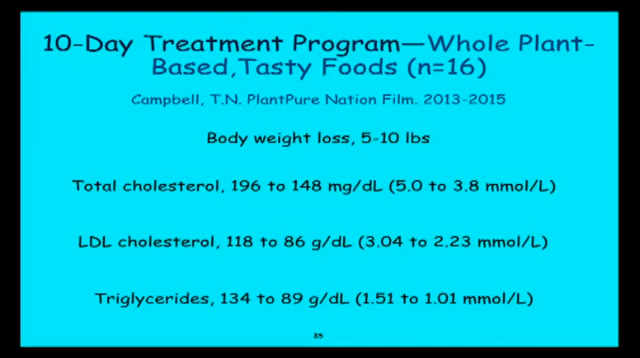 10-Day Treatment Program—Whole Plant-
Based,Tasty Foods (n=16)
Campbell, T.N. PlantPure Nation Film. 2013-2015
Body weight loss, 5-10 lbs
Total cholesterol, 196 to 148 mg/dL (5.0 to 3.8 mmol/L)
LDL cholesterol, 118 to 86 g/dL (3.04 to 2.23 mmol/L)
Triglycerides, 134 to 89 g/dL (1.51 to 1.01 mmol/L)